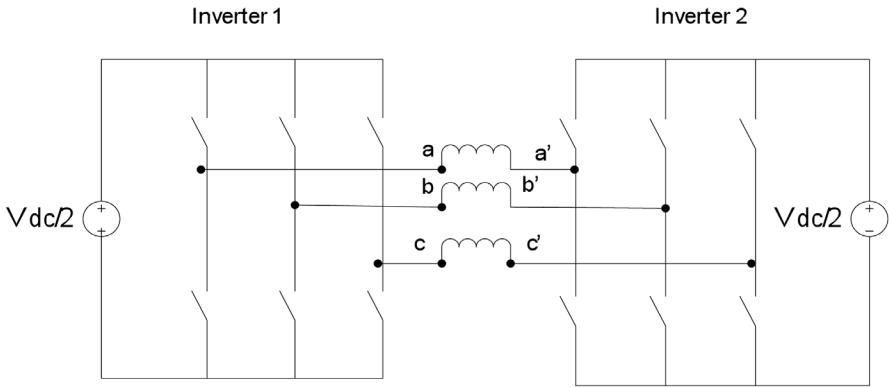 Inverter 1
Inverter 2
a
a’
b
b’
c
c’
Vdc/2
+
+
Vdc/2
+
−